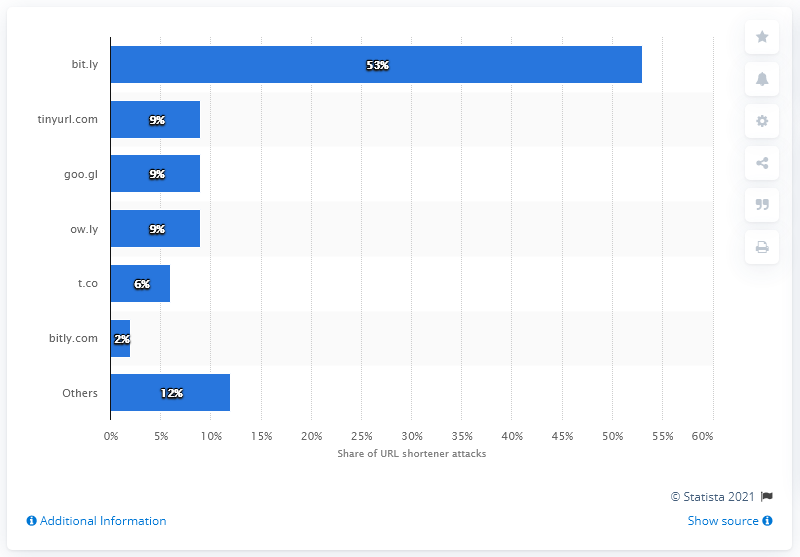 bit.ly 53%
tinyurl.com 9%
goo.gl 9%
ow.ly 9%
t.co 6%
bitly.com 2%
Others 12%
0% 5% 10% 15% 20% 25% 30% 35% 40% 45% 50% 55% 60%
Share of URL shortener attacks
© Statista 2021
Additional Information Show source